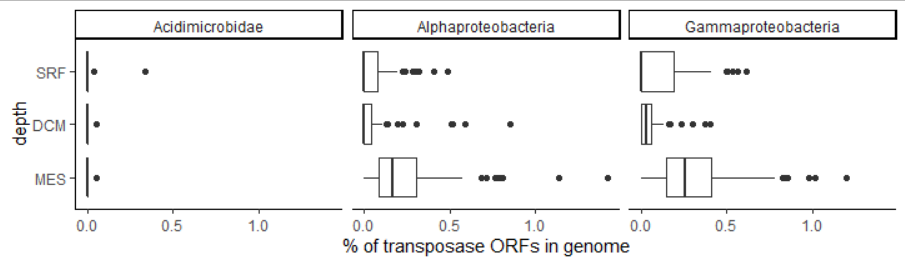 Acidimicrobidae Alphaproteobacteria Gammaproteobacteria
depth
SRF
DCM
MES
0.0 0.5 1.0 0.0 0.5 1.0 0.0 0.5 1.0
% of transposase ORFs in genome